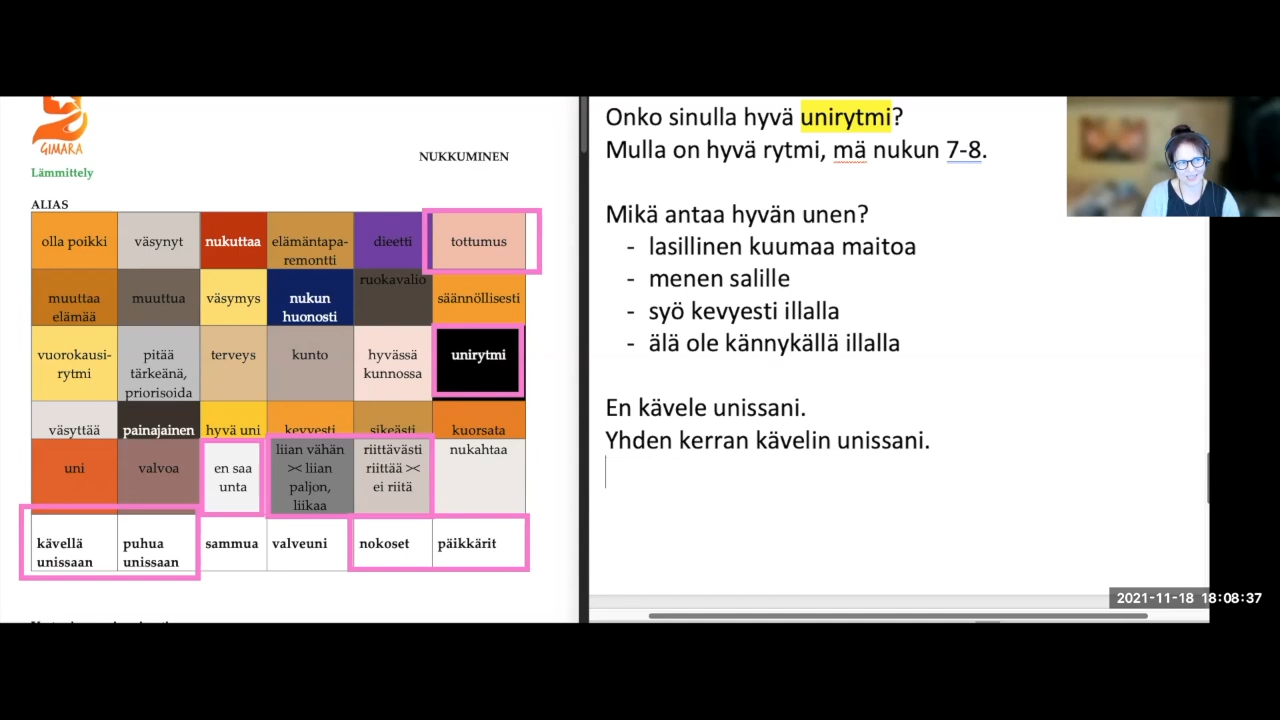 GIMARA
NUKKUMINEN
Lämmittely
ALIAS
olla poikki
väsynyt
nukuttaa
elämäntapa-
remontti
dieetti
tottumus
muuttaa
elämää
muuttua
väsymys
nukun
huonosti
ruokavalio
säännöllisesti
vuorokausi-
rytmi
pitää
tärkeänä,
priorisoida
terveys
kunto
hyvässä
kunnossa
unirytmi
väsyttää
painajainen
hyvä uni
kevyesti
sikeästi
kuorsata
uni
valvoa
en saa
unta
liian vähän
>< liian
paljon,
liikaa
riittävästi
riittää ><
ei riitä
nukahtaa
kävellä
unissaan
puhua
unissaan
sammua
valveuni
nokoset
päikkärit
Onko sinulla hyvä unirytmi?
Mulla on hyvä rytmi, mä nukun 7-8.
Mikä antaa hyvän unen?
- lasillinen kuumaa maitoa
- menen salille
- syö kevyesti illalla
- älä ole kännykällä illalla
En kävele unissani.
Yhden kerran kävelin unissani.
2021-11-18 18:08:37